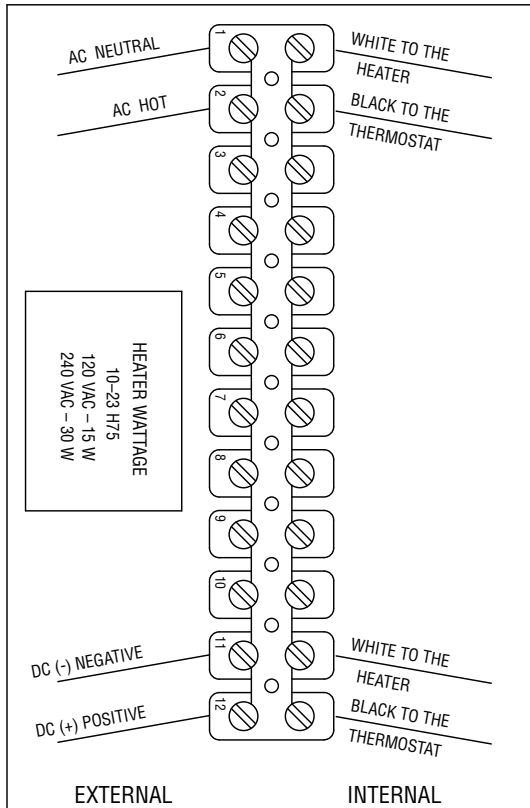 AC NEUTRAL
1
WHITE TO THE
HEATER
AC HOT
2
BLACK TO THE
THERMOSTAT
3
4
5
6
HEATER WATTAGE
10–23 H75
120 VAC – 15 W
240 VAC – 30 W
7
8
9
10
DC (-) NEGATIVE
11
WHITE TO THE
HEATER
DC (+) POSITIVE
12
BLACK TO THE
THERMOSTAT
EXTERNAL
INTERNAL